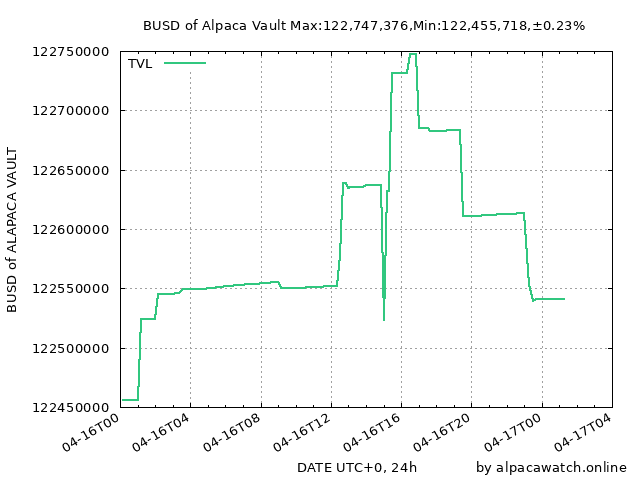 BUSD of Alpaca Vault Max:122,747,376,Min:122,455,718,±0.23%
TVL
BUSD of ALAPACA VAULT
122750000
122700000
122650000
122600000
122550000
122500000
122450000
04-16T00
04-16T04
04-16T08
04-16T12
04-16T16
04-16T20
04-17T00
04-17T04
DATE UTC+0, 24h
by alpacawatch.online